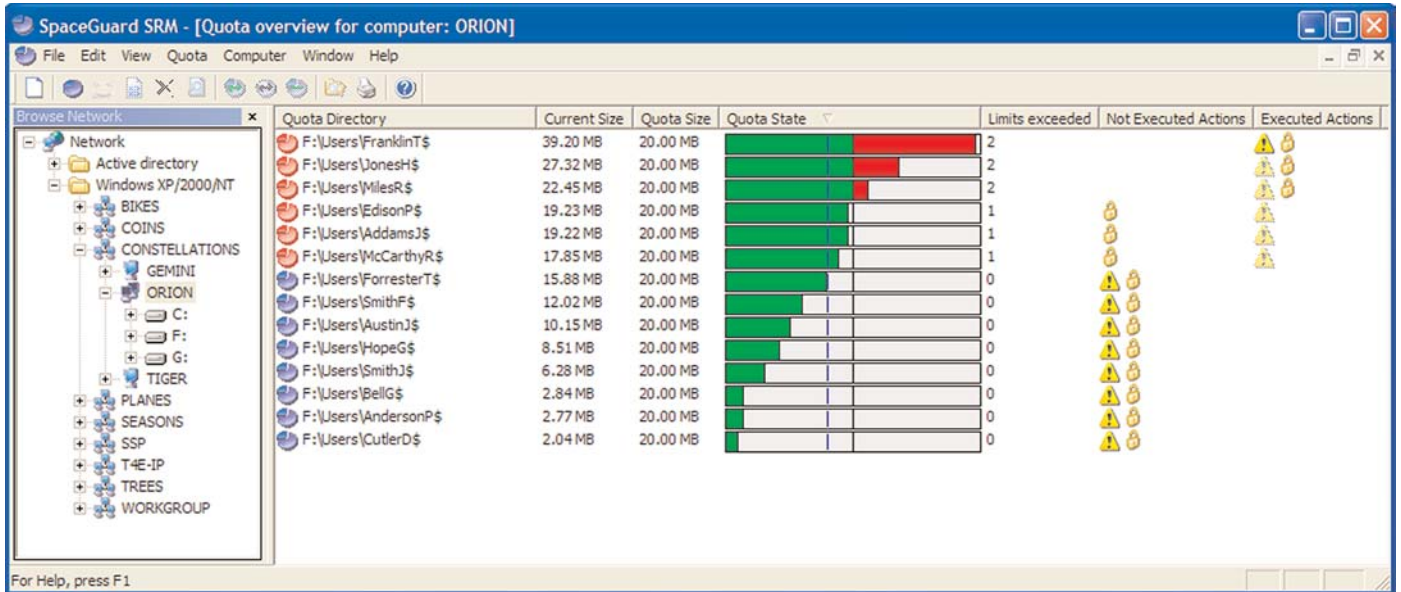 SpaceGuard SRM - [Quota overview for computer: ORION]
File Edit View Quota Computer Window Help
Browse Network
Network
Active directory
Windows XP/2000/NT
BIKES
COINS
CONSTELLATIONS
GEMINI
ORION
C:
F:
G:
TIGER
PLANES
SEASONS
SSP
T4E-IP
TREES
WORKGROUP
Quota Directory Current Size Quota Size Quota State Limits exceeded Not Executed Actions Executed Actions
F:\Users\FranklinT$ 39.20 MB 20.00 MB 2
F:\Users\JonesH$ 27.32 MB 20.00 MB 2
F:\Users\MilesR$ 22.45 MB 20.00 MB 2
F:\Users\EdisonP$ 19.23 MB 20.00 MB 1
F:\Users\AddamsJ$ 19.22 MB 20.00 MB 1
F:\Users\McCarthyR$ 17.85 MB 20.00 MB 1
F:\Users\ForresterT$ 15.88 MB 20.00 MB 0
F:\Users\SmithF$ 12.02 MB 20.00 MB 0
F:\Users\AustinJ$ 10.15 MB 20.00 MB 0
F:\Users\HopeG$ 8.51 MB 20.00 MB 0
F:\Users\SmithJ$ 6.28 MB 20.00 MB 0
F:\Users\BellG$ 2.84 MB 20.00 MB 0
F:\Users\AndersonP$ 2.77 MB 20.00 MB 0
F:\Users\CutlerD$ 2.04 MB 20.00 MB 0
For Help, press F1